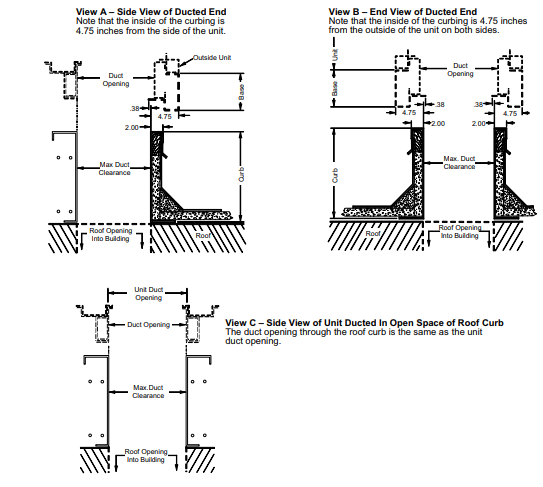 View A – Side View of Ducted End
Note that the inside of the curbing is
4.75 inches from the side of the unit.
Outside Unit
Duct
Opening
Base
.38
4.75
2.00
Max Duct
Clearance
Curb
Roof Opening
Into Building
Roof
View B – End View of Ducted End
Note that the inside of the curbing is 4.75 inches
from the outside of the unit on both sides.
Unit
Duct
Opening
Base
.38
.38
4.75
4.75
2.00
2.00
Max. Duct
Clearance
Curb
Roof
Roof Opening
Into Building
Unit Duct
Opening
Duct Opening
View C – Side View of Unit Ducted In Open Space of Roof Curb
The duct opening through the roof curb is the same as the unit
duct opening.
Max.Duct
Clearance
Roof Opening
Into Building